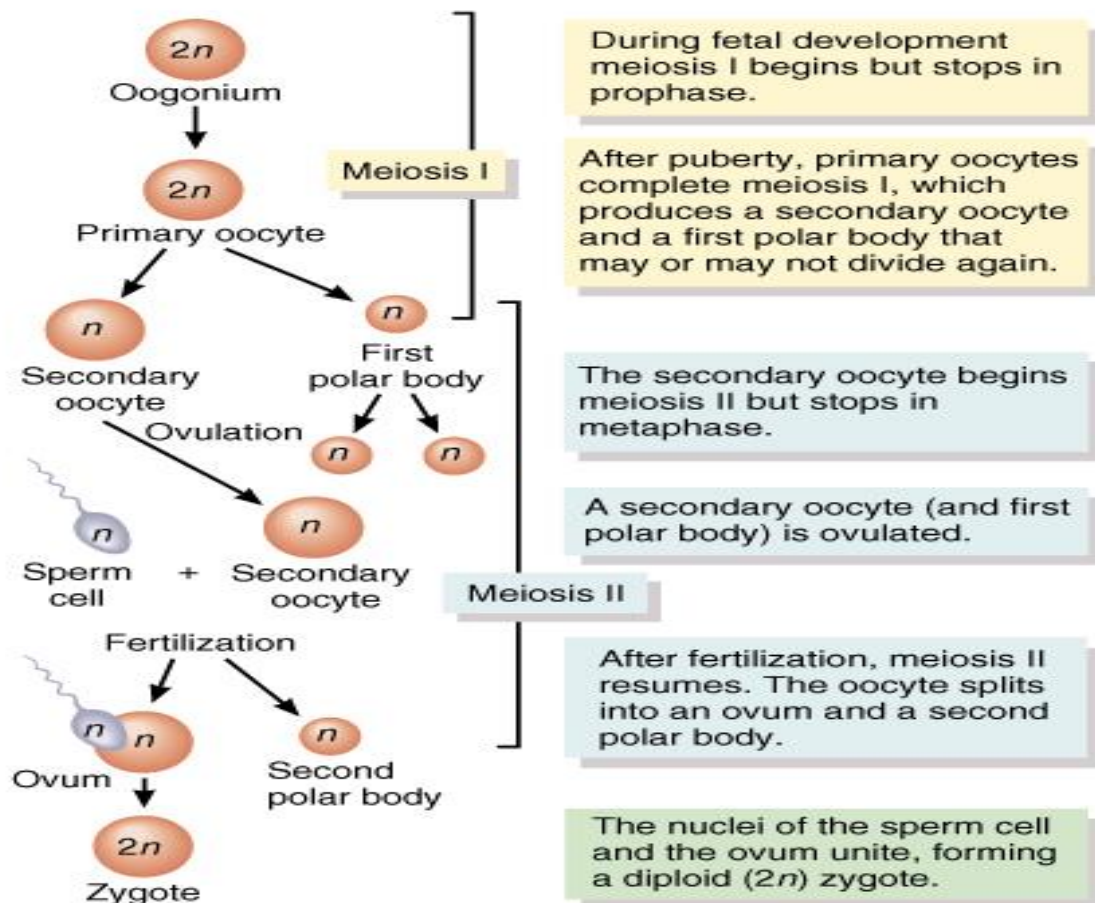 2n
Oogonium
During fetal development
meiosis I begins but stops in
prophase.
Meiosis I
2n
Primary oocyte
After puberty, primary oocytes
complete meiosis I, which
produces a secondary oocyte
and a first polar body that
may or may not divide again.
n
Secondary
oocyte
n
First
polar body
The secondary oocyte begins
meiosis II but stops in
metaphase.
Ovulation
n
n
n
Sperm
cell
+
n
Secondary
oocyte
A secondary oocyte (and first
polar body) is ovulated.
Meiosis II
Fertilization
n
n
Ovum
n
Second
polar body
After fertilization, meiosis II
resumes. The oocyte splits
into an ovum and a second
polar body.
2n
Zygote
The nuclei of the sperm cell
and the ovum unite, forming
a diploid (2n) zygote.